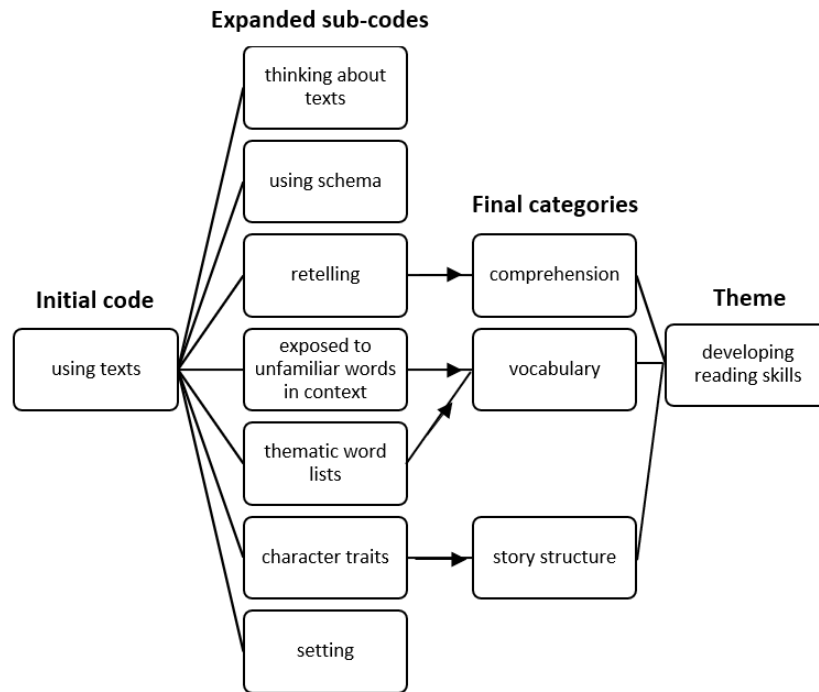 Expanded sub-codes
thinking about
texts
using schema
Final categories
retelling
comprehension
Initial code
Theme
using texts
exposed to
unfamiliar words
in context
vocabulary
developing
reading skills
thematic word
lists
character traits
story structure
setting